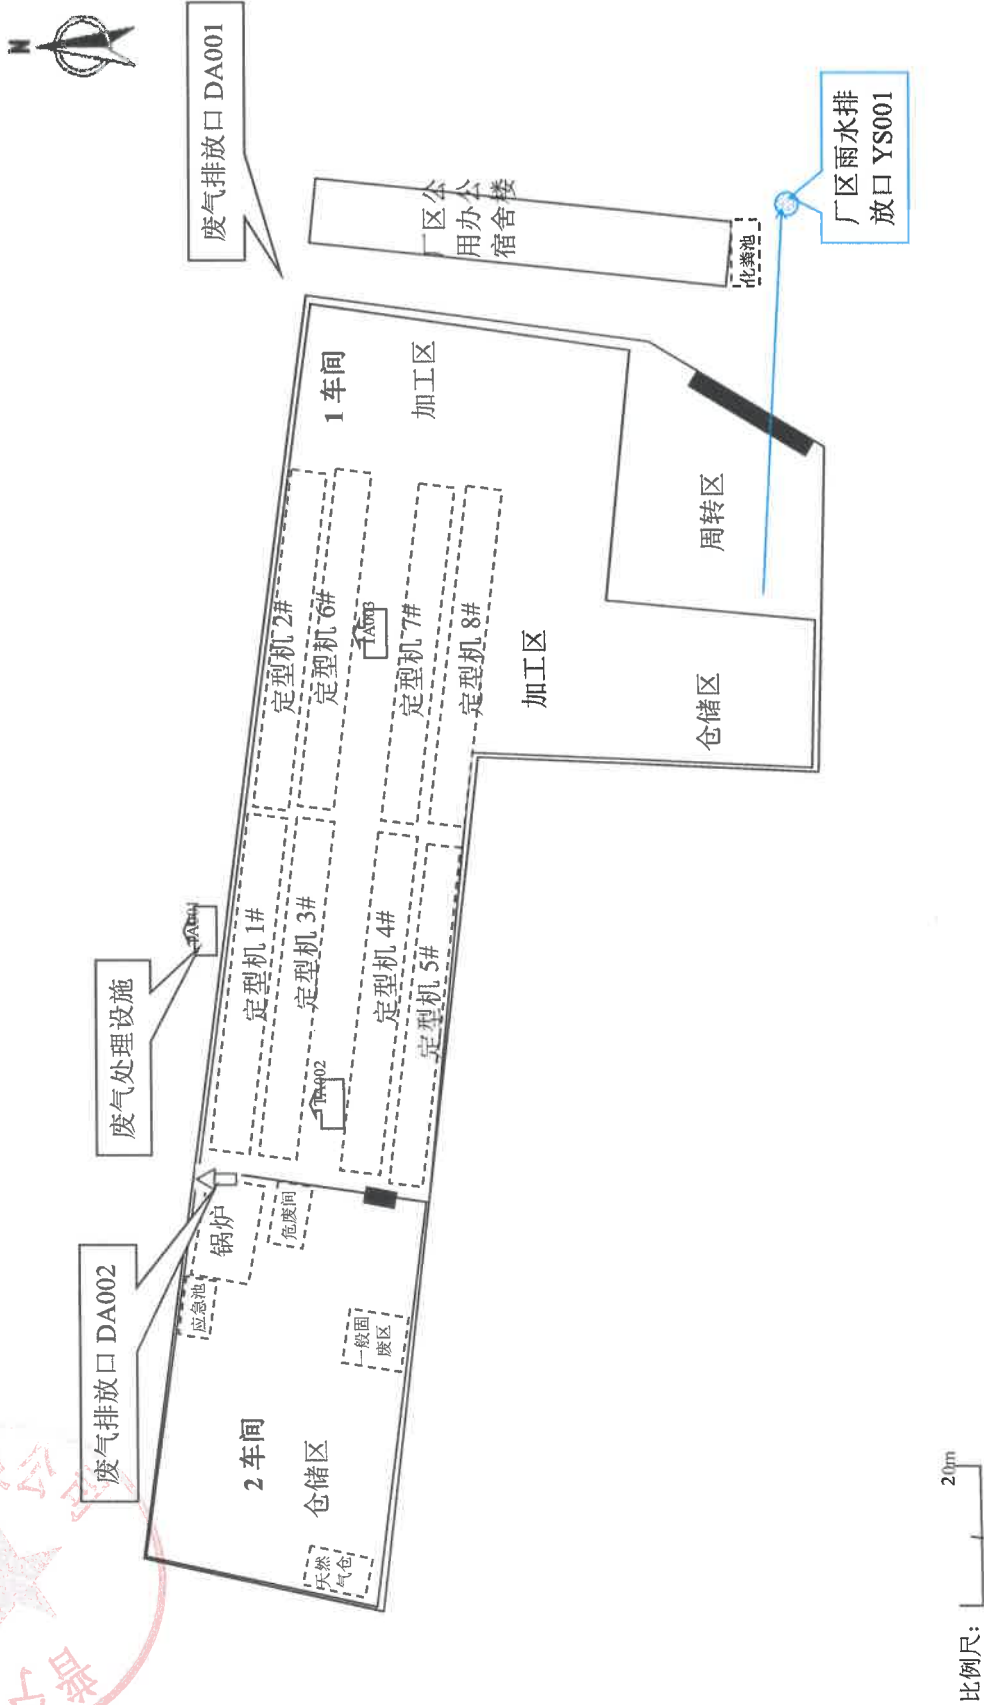 N
废气排放口 DA001
厂区公公
用办公
宿舍楼
化粪池
厂区雨水排
放口 YS001
1 车间
加工区
周转区
定型机 2#
定型机 6#
TA003
定型机 7#
定型机 8#
加工区
仓储区
TA001
废气处理设施
定型机 1#
定型机 3#
定型机 4#
定型机 5#
TA002
废气排放口 DA002
锅炉
危废间
应急池
一般固
废区
2 车间
仓储区
天然
气仓
比例尺：
20m